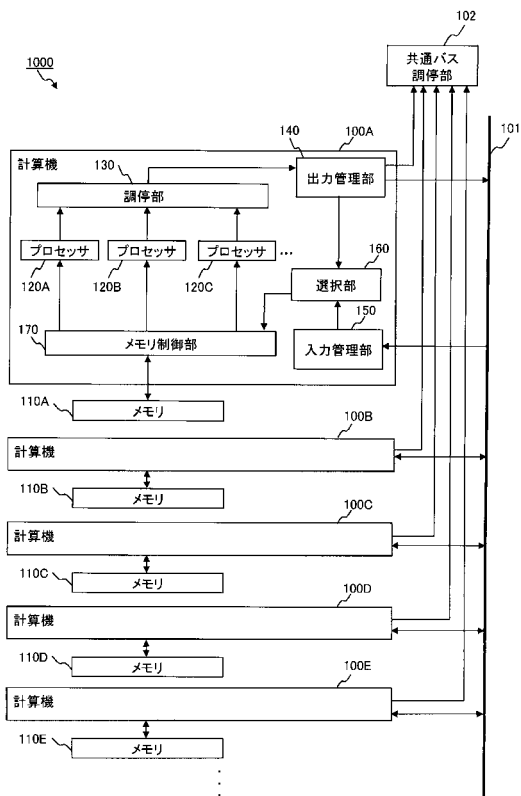 102
共通バス
調停部
1000
101
140
100A
計算機
130
出力管理部
調停部
160
プロセッサ
プロセッサ
プロセッサ
…
120A
120B
120C
選択部
150
170
メモリ制御部
入力管理部
110A
メモリ
100B
計算機
110B
メモリ
100C
計算機
110C
メモリ
100D
計算機
110D
メモリ
100E
計算機
110E
メモリ